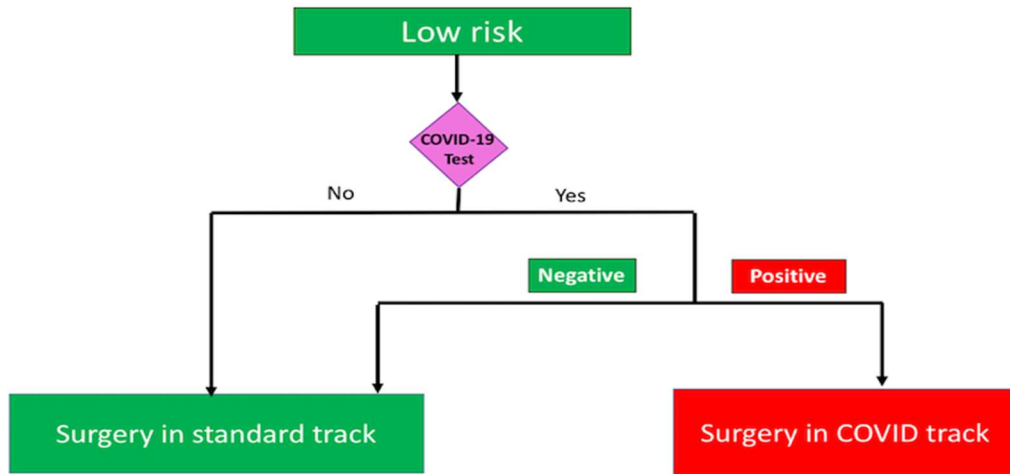 Low risk
COVID-19
Test
No
Yes
Negative
Positive
Surgery in standard track
Surgery in COVID track